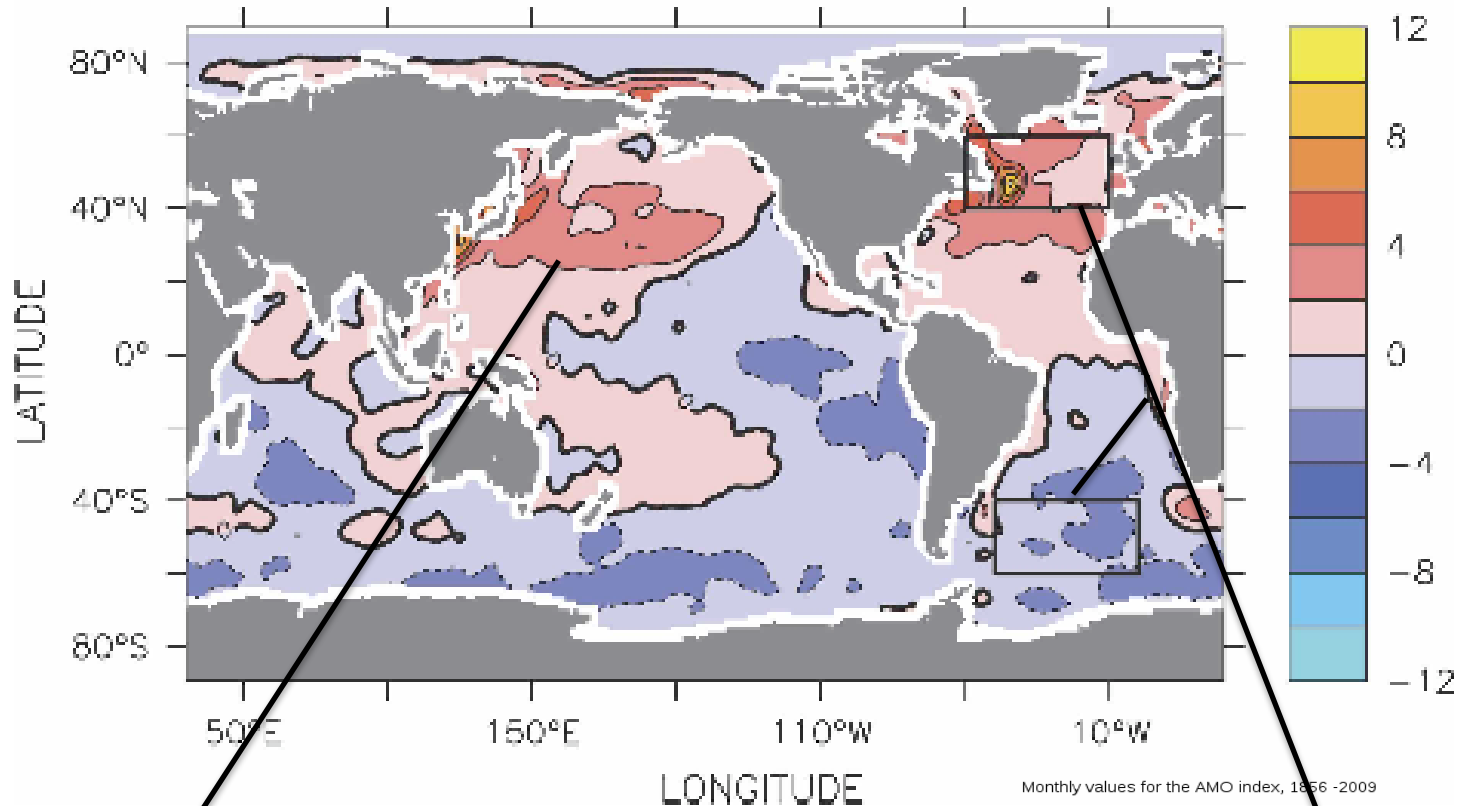 80°N
40°N
0°
40°S
80°S
LATITUDE
50°E
150°E
110°W
10°W
LONGITUDE
12
8
4
0
−4
−8
−12
Monthly values for the AMO index, 1856 -2009